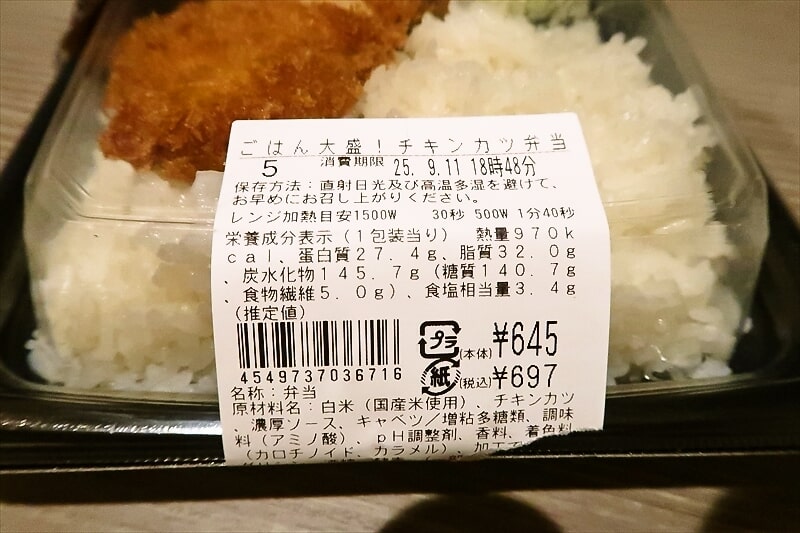 ごはん大盛！チキンカツ弁当
5 消費期限 25. 9.11 18時48分
保存方法：直射日光及び高温多湿を避けて、
お早めにお召し上がりください。
レンジ加熱目安1500W 30秒 500W 1分40秒
栄養成分表示（1包装当り） 熱量970k
cal、蛋白質27.4g、脂質32.0g
、炭水化物145.7g（糖質140.7g
、食物繊維5.0g）、食塩相当量3.4g
（推定値）
プラ (本体) ¥645
4549737036716 紙 (税込) ¥697
名称：弁当
原材料名：白米（国産米使用）、チキンカツ
、濃厚ソース、キャベツ／増粘多糖類、調味
料（アミノ酸）、pH調整剤、香料、着色料
（カロチノイド、カラメル）、加工